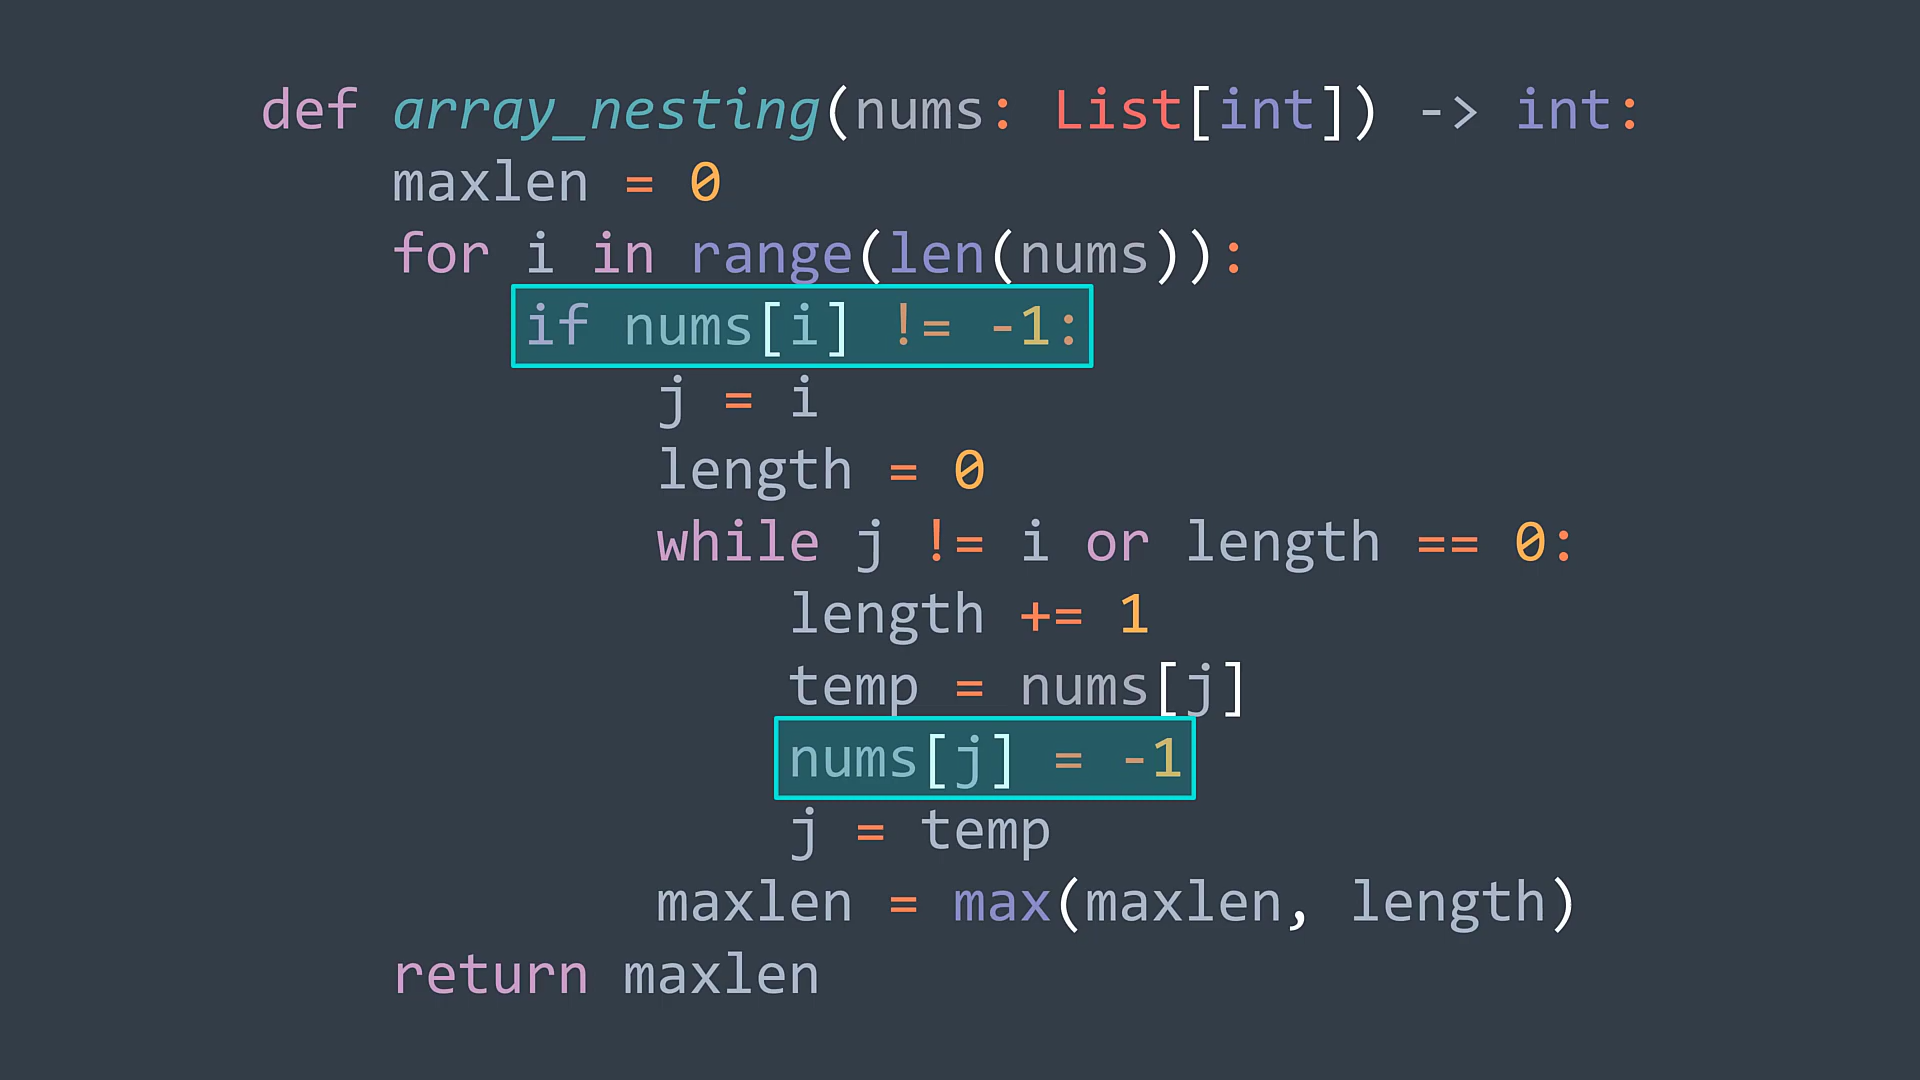 def array_nesting(nums: List[int]) -> int:
    maxlen = 0
    for i in range(len(nums)):
        if nums[i] != -1:
            j = i
            length = 0
            while j != i or length == 0:
                length += 1
                temp = nums[j]
                nums[j] = -1
                j = temp
            maxlen = max(maxlen, length)
    return maxlen